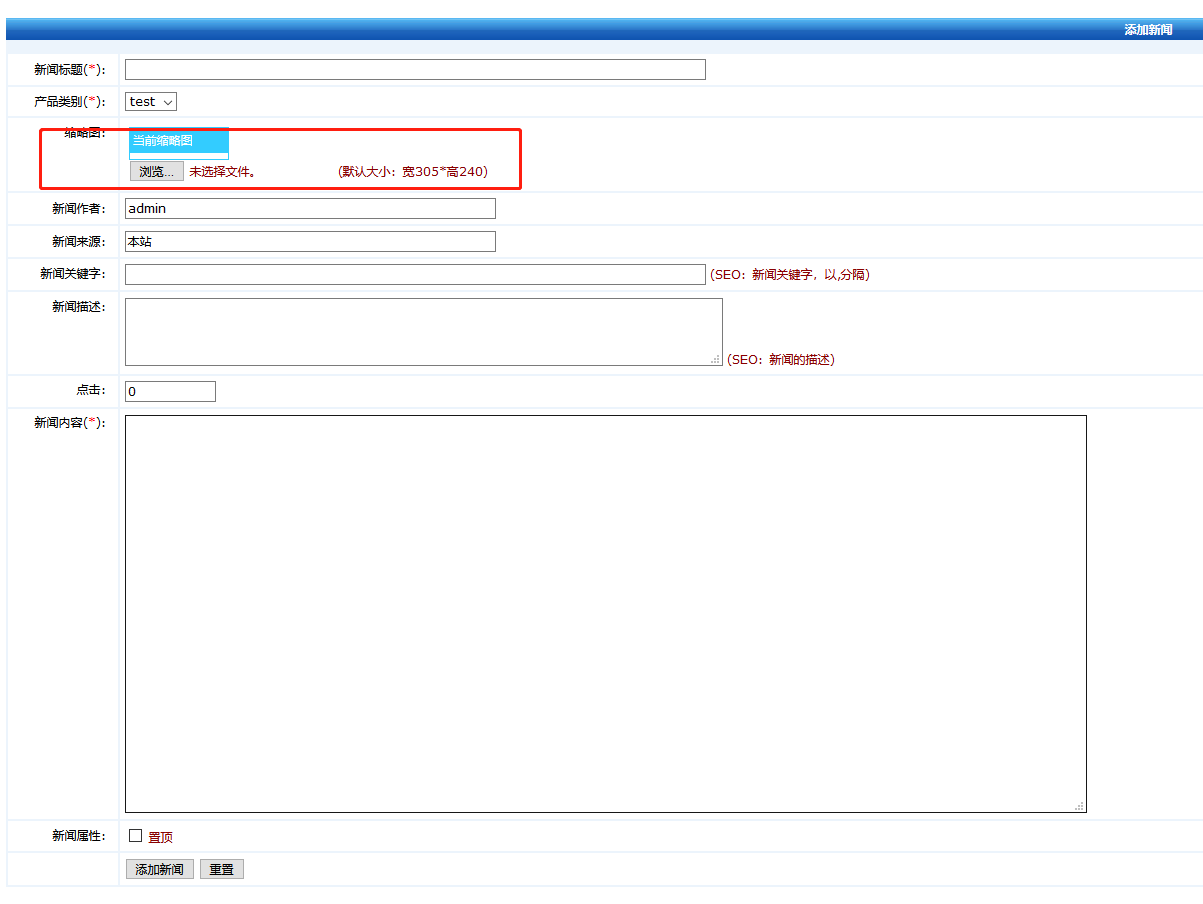 添加新闻
新闻标题(*):
产品类别(*): test
缩略图: 当前缩略图
浏览... 未选择文件。 (默认大小：宽305*高240)
新闻作者: admin
新闻来源: 本站
新闻关键字: (SEO：新闻关键字，以,分隔)
新闻描述: (SEO：新闻的描述)
点击: 0
新闻内容(*):
新闻属性: 置顶
添加新闻 重置